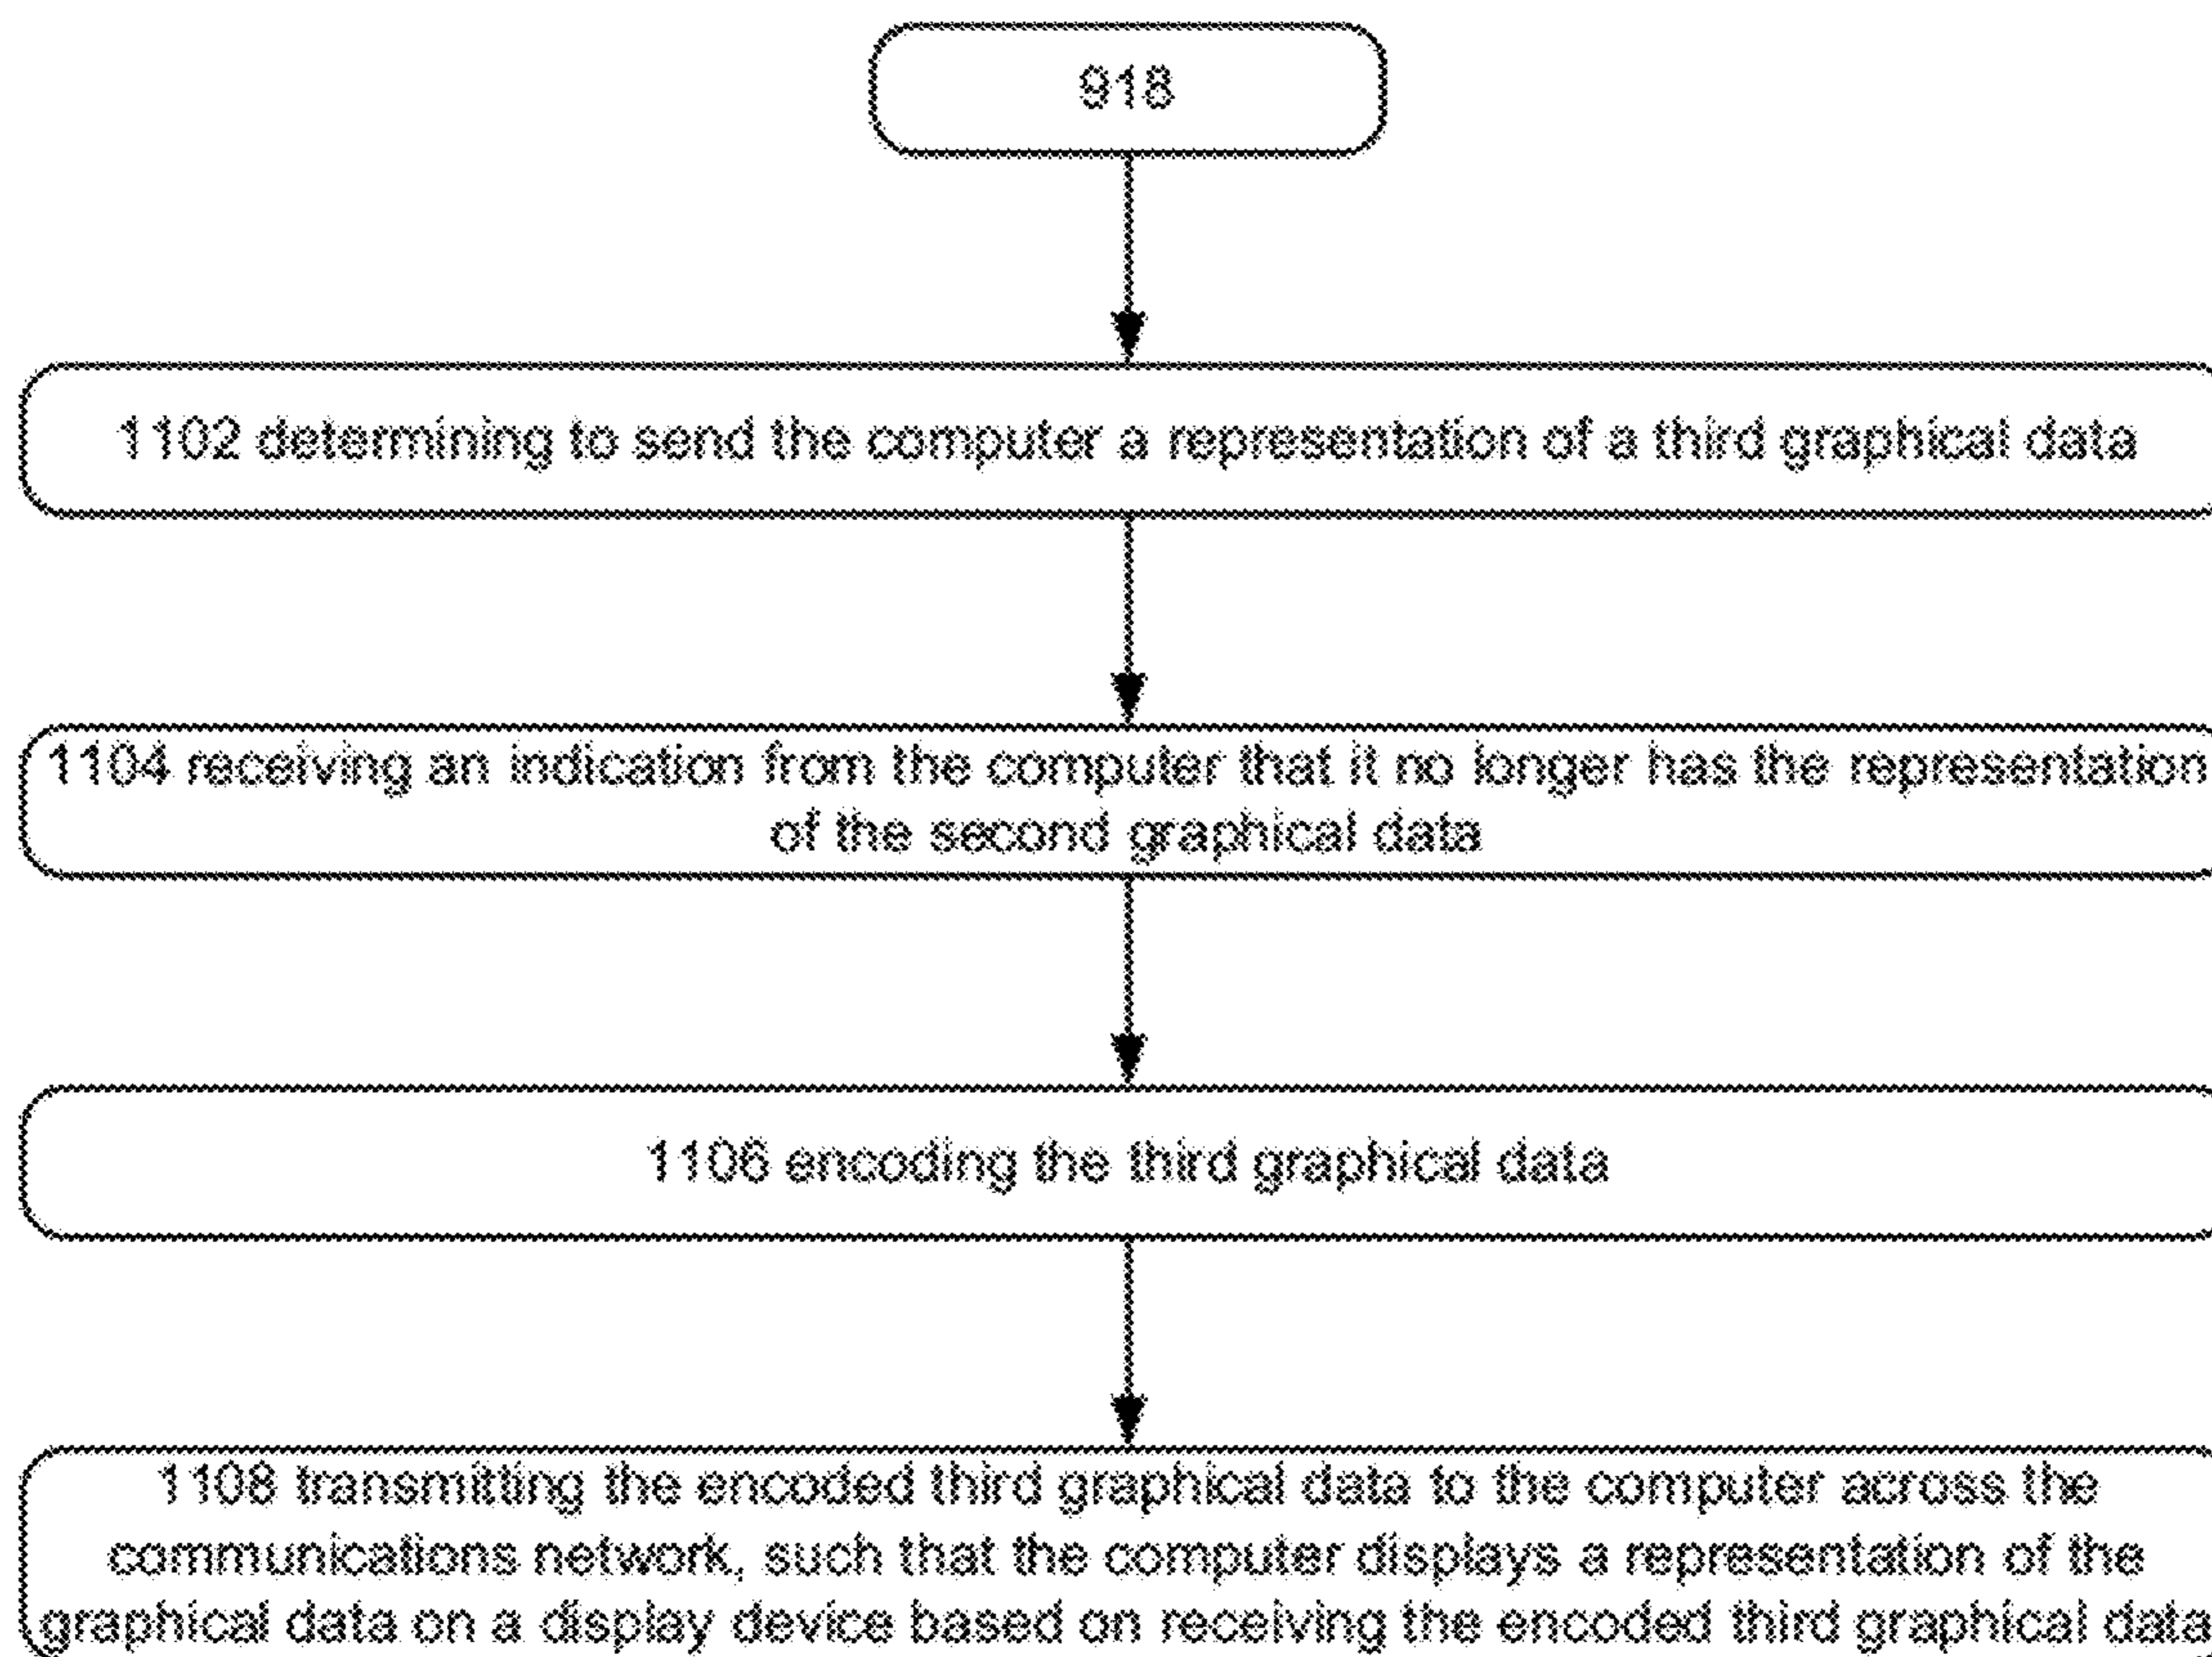 918
1102 determining to send the computer a representation of a third graphical data
1104 receiving an indication from the computer that it no longer has the representation
of the second graphical data
1106 encoding the third graphical data
1108 transmitting the encoded third graphical data to the computer across the
communications network, such that the computer displays a representation of the
graphical data on a display device based on receiving the encoded third graphical data